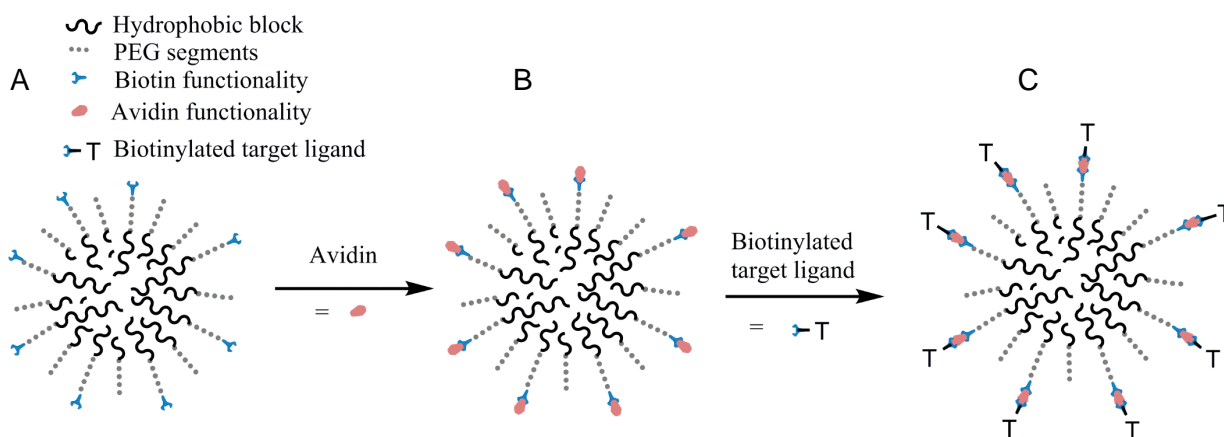 Hydrophobic block
PEG segments
A
Biotin functionality
B
C
Avidin functionality
T Biotinylated target ligand
Avidin
=
Biotinylated
target ligand
= T
T
T
T
T
T
T
T
T